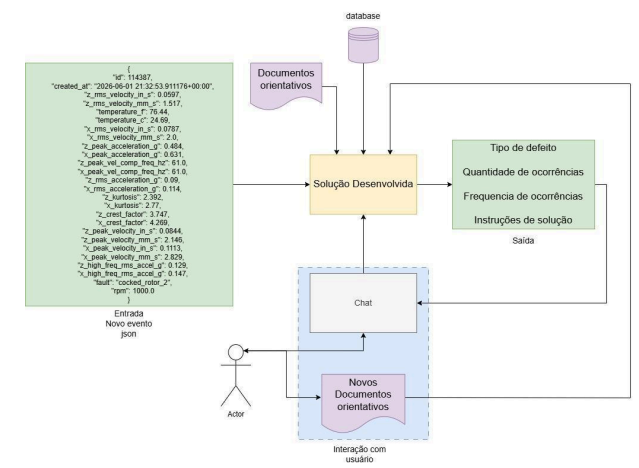 database
Documentos
orientativos
{
"id": 114387,
"created_at": "2026-06-01 21:32:53.911176+00:00",
"z_rms_velocity_in_s": 0.0597,
"z_rms_velocity_mm_s": 1.517,
"temperature_f": 76.44,
"temperature_c": 24.69,
"x_rms_velocity_in_s": 0.0787,
"x_rms_velocity_mm_s": 2.0,
"z_peak_acceleration_g": 0.484,
"x_peak_acceleration_g": 0.631,
"z_peak_vel_comp_freq_hz": 61.0,
"x_peak_vel_comp_freq_hz": 61.0,
"z_rms_acceleration_g": 0.09,
"x_rms_acceleration_g": 0.114,
"z_kurtosis": 2.392,
"x_kurtosis": 2.77,
"z_crest_factor": 3.747,
"x_crest_factor": 4.269,
"z_peak_velocity_in_s": 0.0844,
"z_peak_velocity_mm_s": 2.146,
"x_peak_velocity_in_s": 0.1113,
"x_peak_velocity_mm_s": 2.829,
"z_high_freq_rms_accel_g": 0.129,
"x_high_freq_rms_accel_g": 0.147,
"fault": "cocked_rotor_2",
"rpm": 1000.0
}
Entrada
Novo evento
json
Solução Desenvolvida
Tipo de defeito
Quantidade de ocorrências
Frequencia de ocorrências
Instruções de solução
Saída
Chat
Actor
Novos
Documentos
orientativos
Interação com
usuário